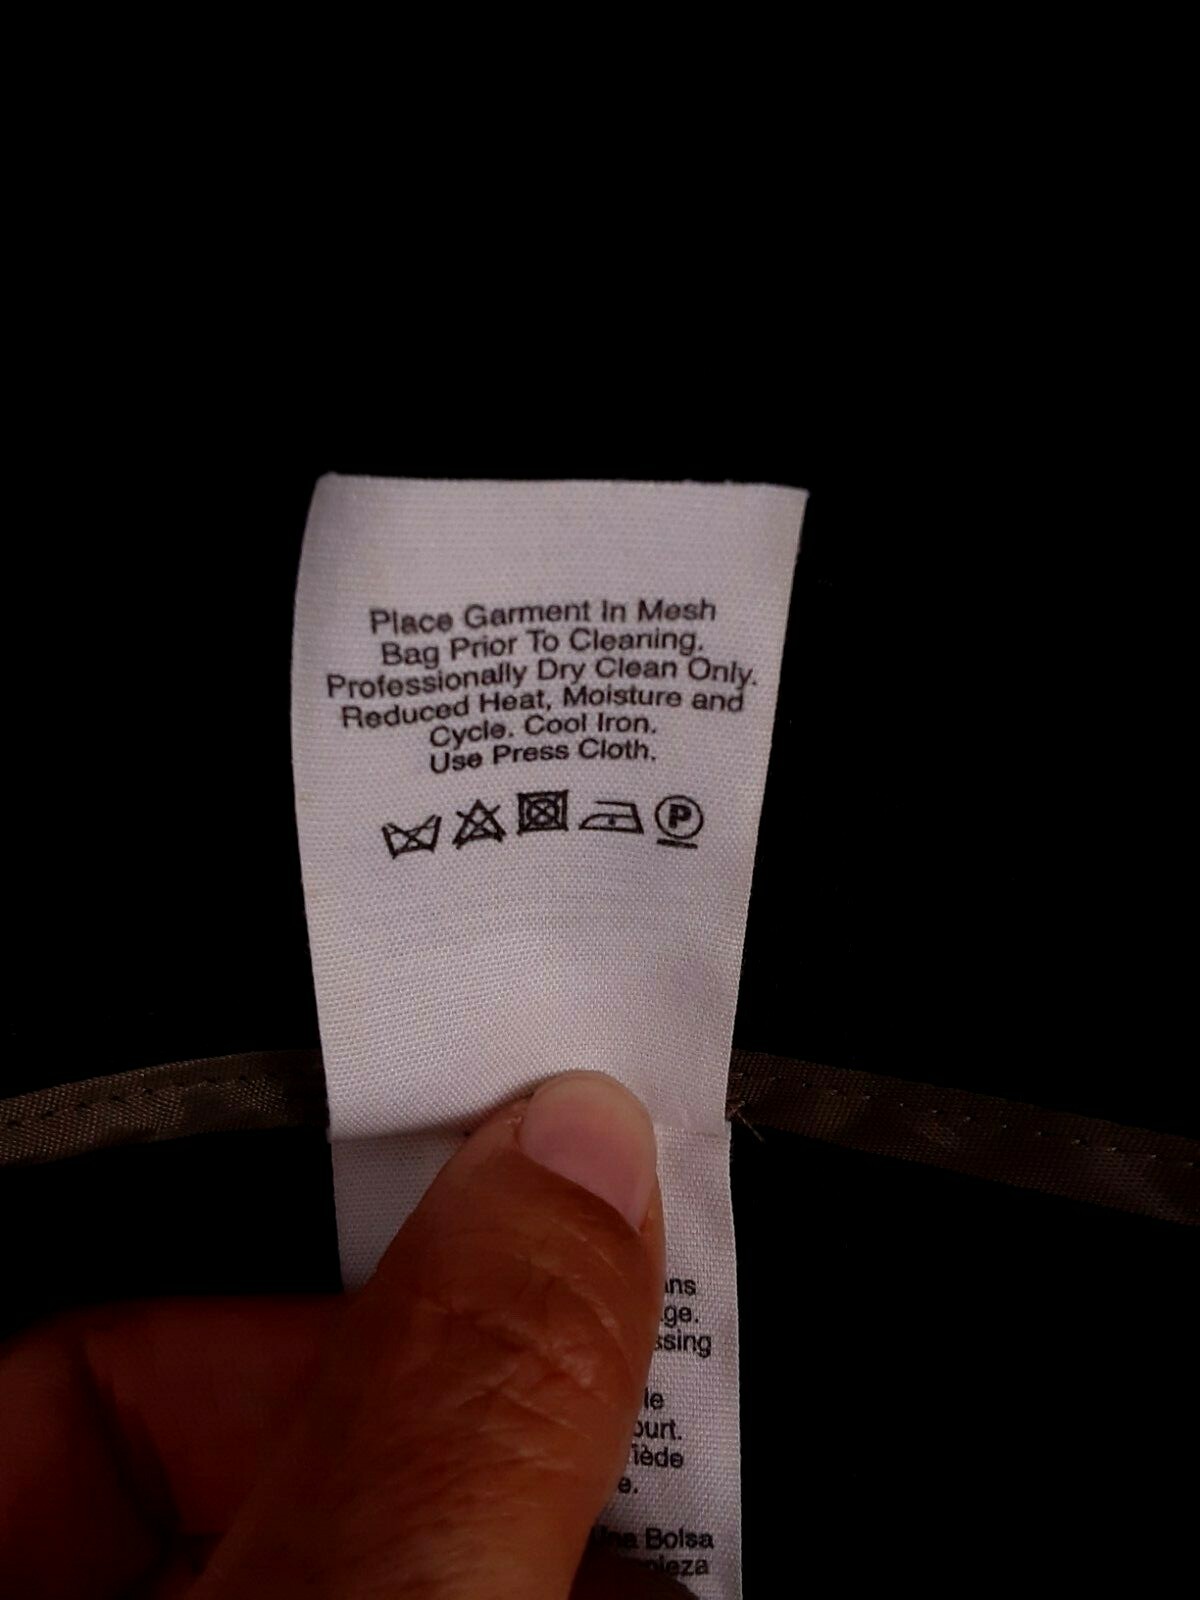 Place Garment In Mesh
Bag Prior To Cleaning.
Professionally Dry Clean Only.
Reduced Heat, Moisture and
Cycle. Cool Iron.
Use Press Cloth.
P
Bolsa